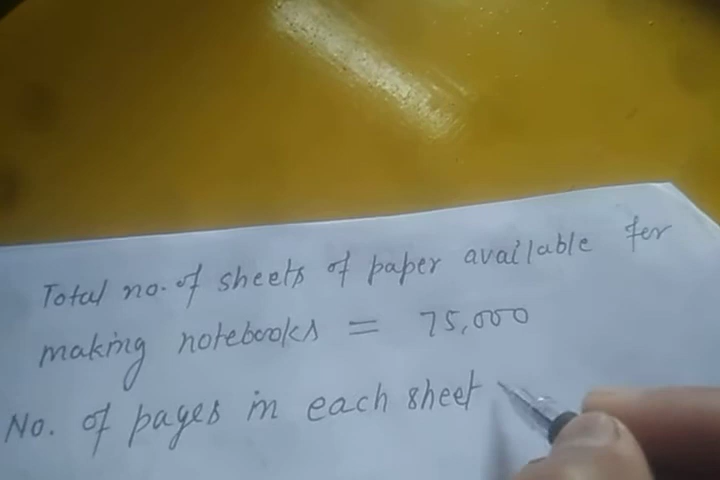 Total no. of sheets of paper available for
making notebooks = 75,000
No. of pages in each sheet